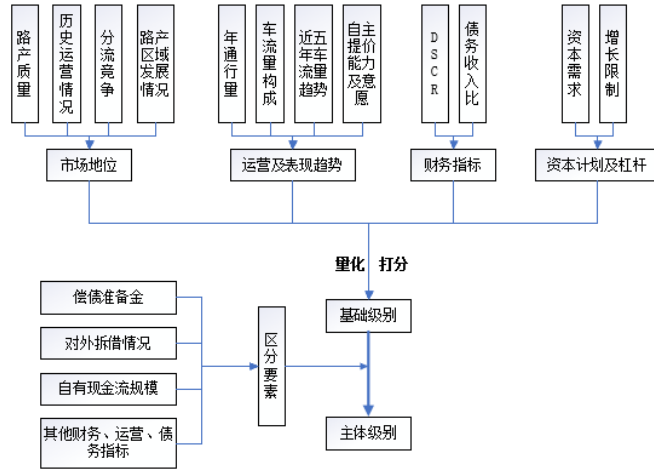 路产质量
历史运营情况
分流竞争
路产区域发展情况
年通行量
车流量构成
近五年车流量趋势
自主提价能力及意愿
DSCR
债务收入比
资本需求
增长限制
市场地位
运营及表现趋势
财务指标
资本计划及杠杆
量化 打分
偿债准备金
对外拆借情况
自有现金流规模
其他财务、运营、债
务指标
区分要素
基础级别
主体级别